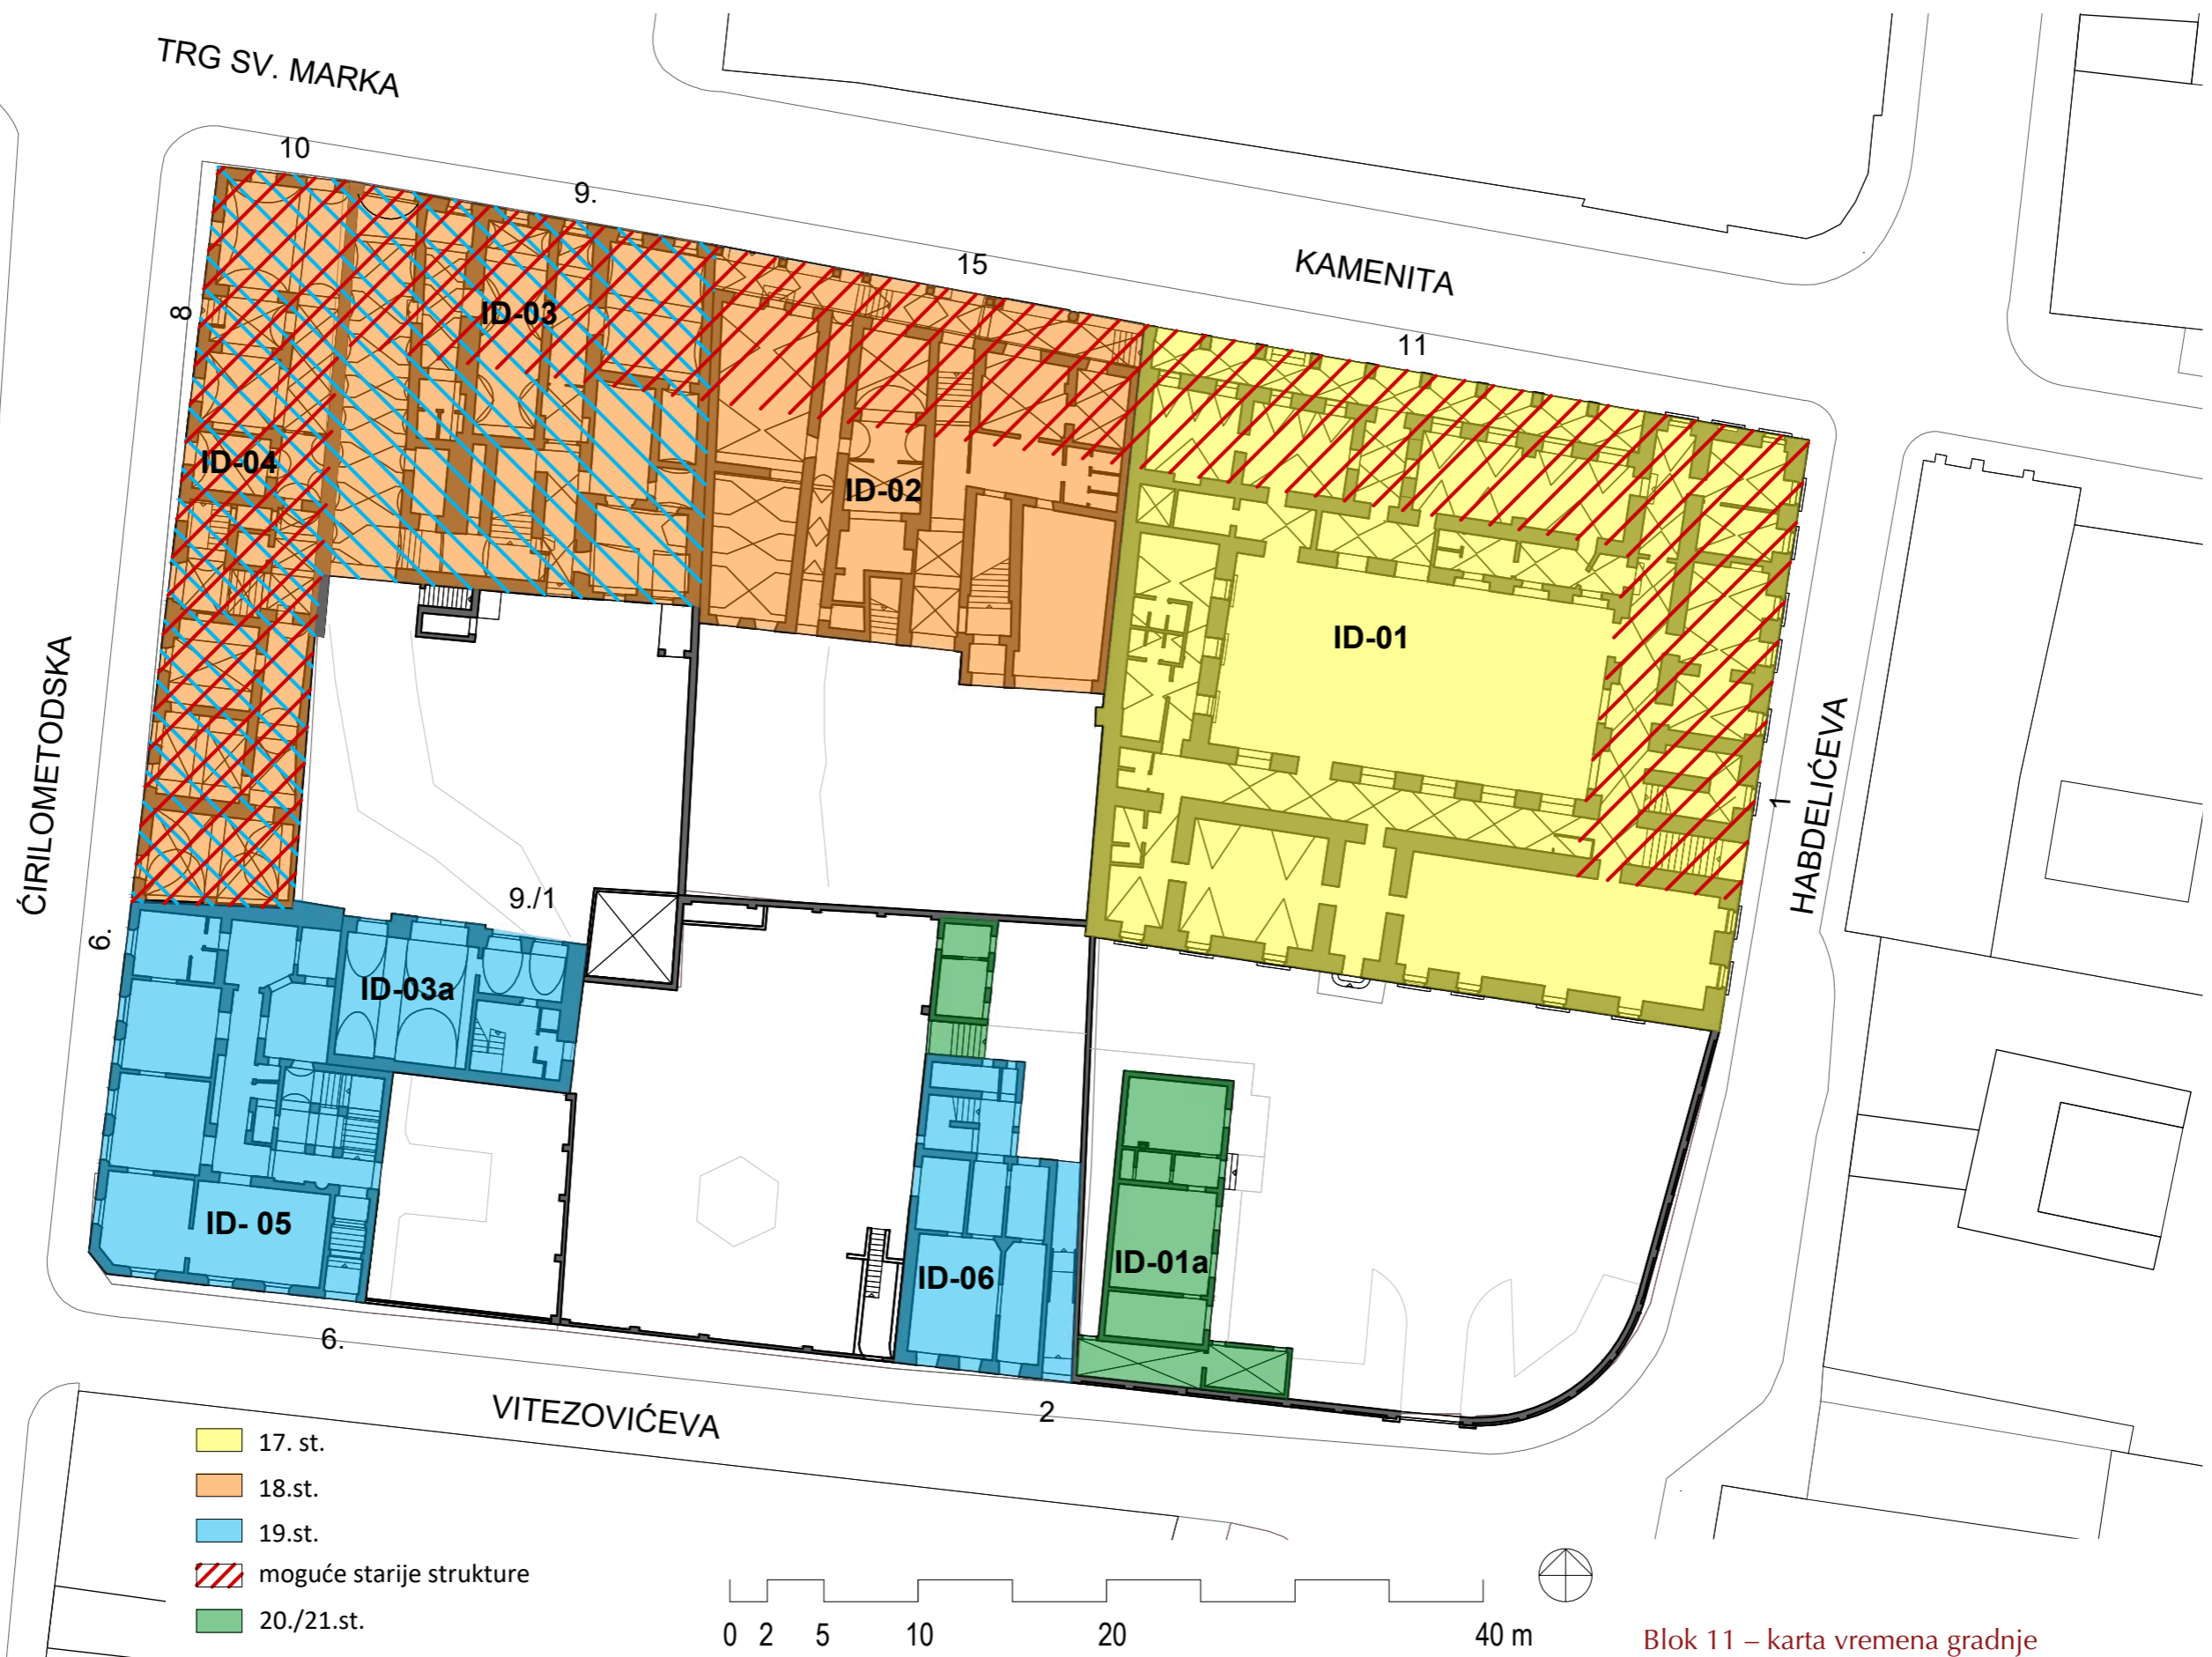 TRG SV. MARKA
10
9.
15
KAMENITA
11
8
ID-03
ID-04
ID-02
ID-01
ĆIRILOMETODSKA
HABDELIĆEVA
1
9./1
6.
ID-03a
ID- 05
ID-06
ID-01a
6.
VITEZOVIĆEVA
2
17. st.
18.st.
19.st.
moguće starije strukture
20./21.st.
0 2 5 10 20 40 m
Blok 11 – karta vremena gradnje